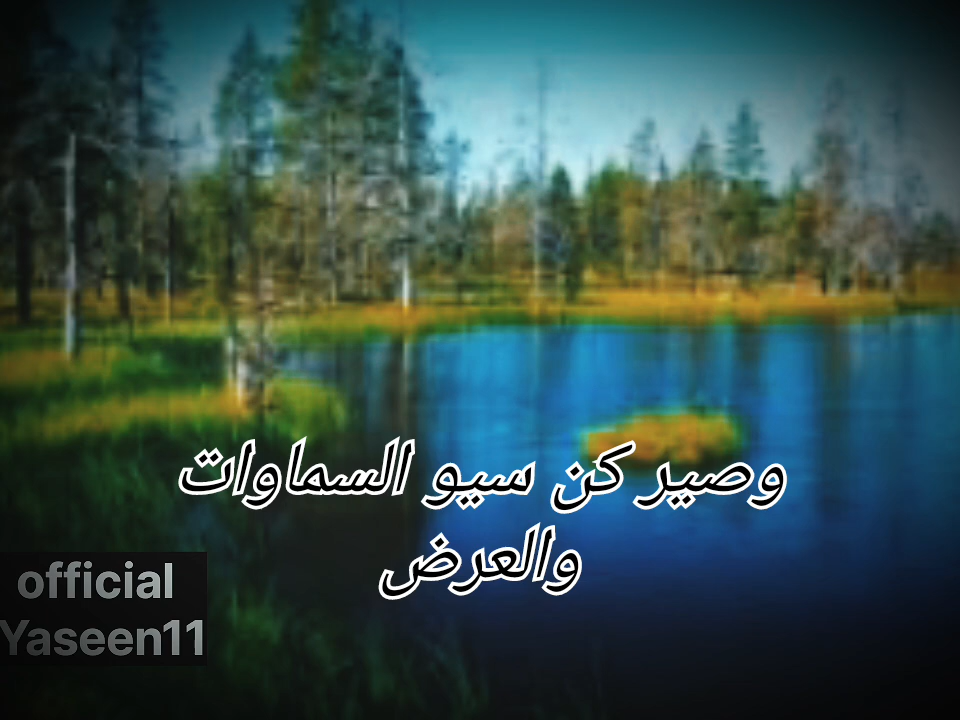 وصير كن سيو السماوات
والعرض
official
Yaseen11